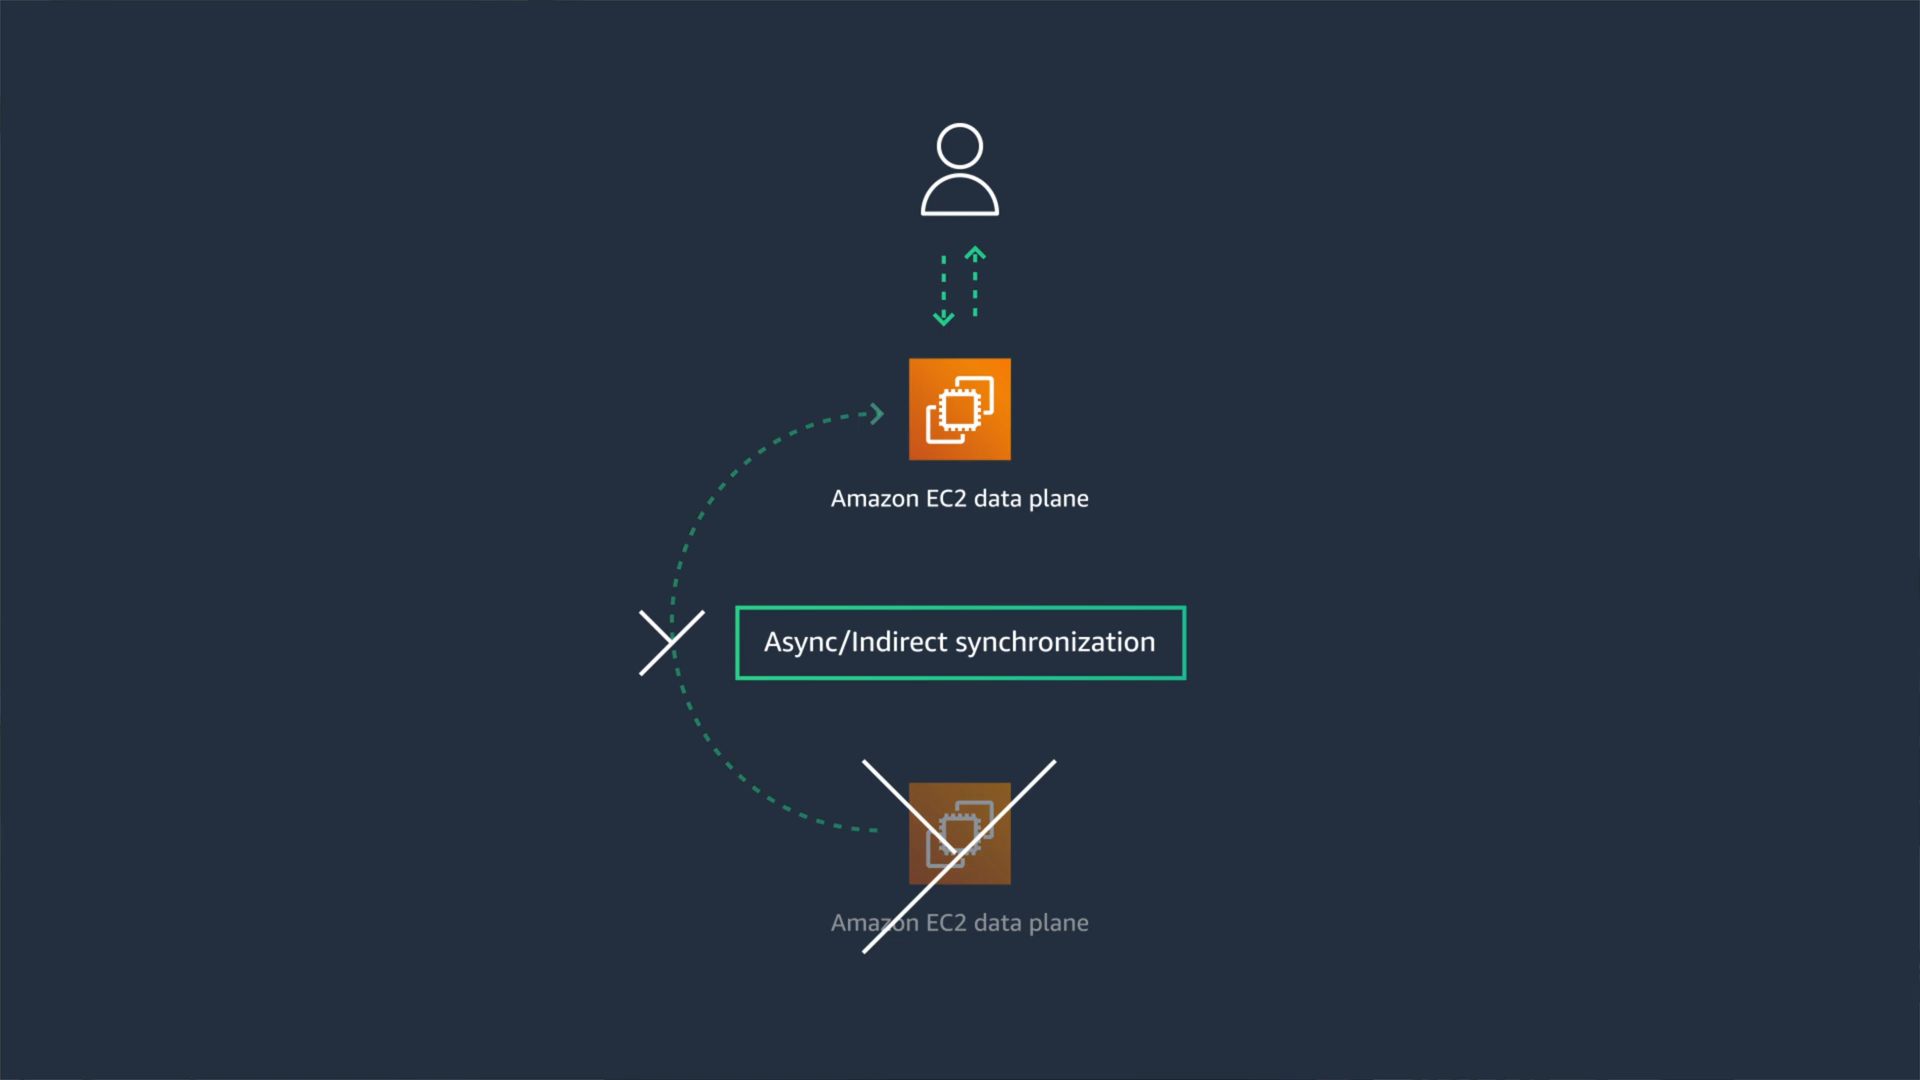 Amazon EC2 data plane
Async/Indirect synchronization
Amazon EC2 data plane